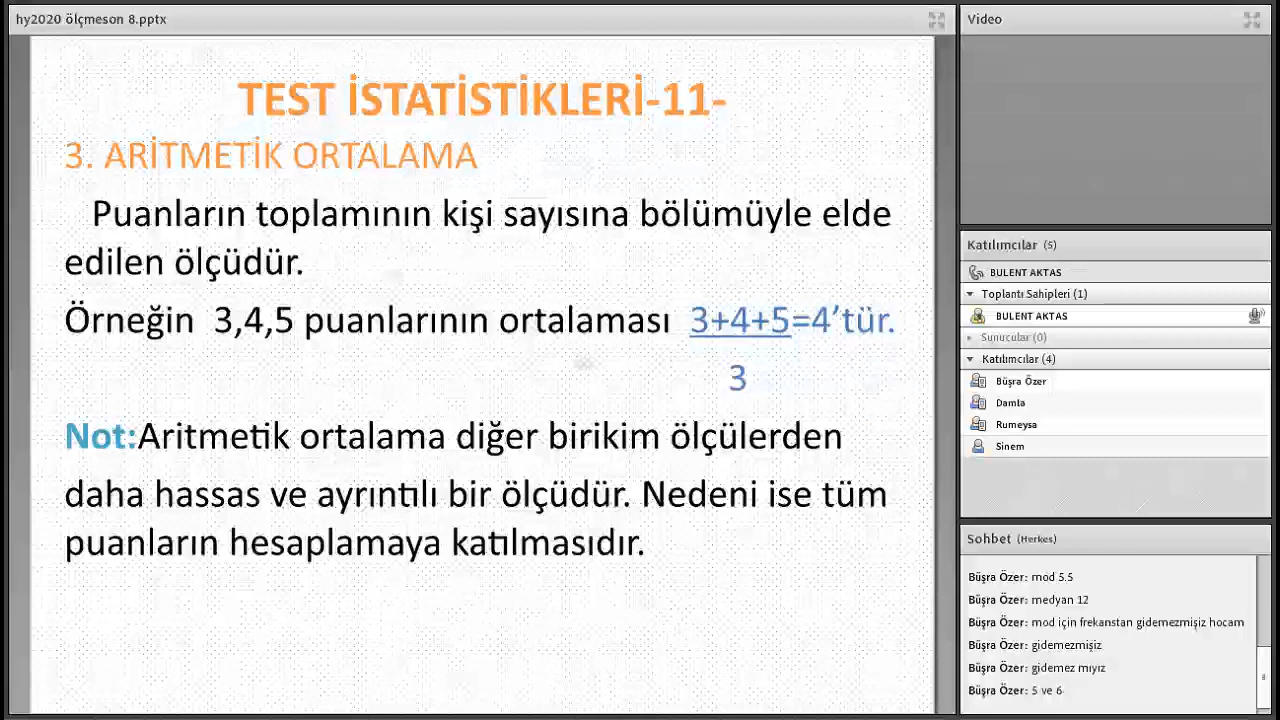 hy2020 ölçmeson 8.pptx
TEST İSTATİSTİKLERİ-11-
3. ARİTMETİK ORTALAMA
Puanların toplamının kişi sayısına bölümüyle elde
edilen ölçüdür.
Örneğin 3,4,5 puanlarının ortalaması 3+4+5=4’tür.
3
Not:Aritmetik ortalama diğer birikim ölçülerden
daha hassas ve ayrıntılı bir ölçüdür. Nedeni ise tüm
puanların hesaplamaya katılmasıdır.
Video
Katılımcılar (5)
BULENT AKTAS
Toplantı Sahipleri (1)
BULENT AKTAS
Sunucular (0)
Katılımcılar (4)
Büşra Özer
Damla
Rumeysa
Sinem
Sohbet (Herkes)
Büşra Özer: mod 5.5
Büşra Özer: medyan 12
Büşra Özer: mod için frekanstan gidemezmişiz hocam
Büşra Özer: gidemezmişiz
Büşra Özer: gidemez mıyız
Büşra Özer: 5 ve 6